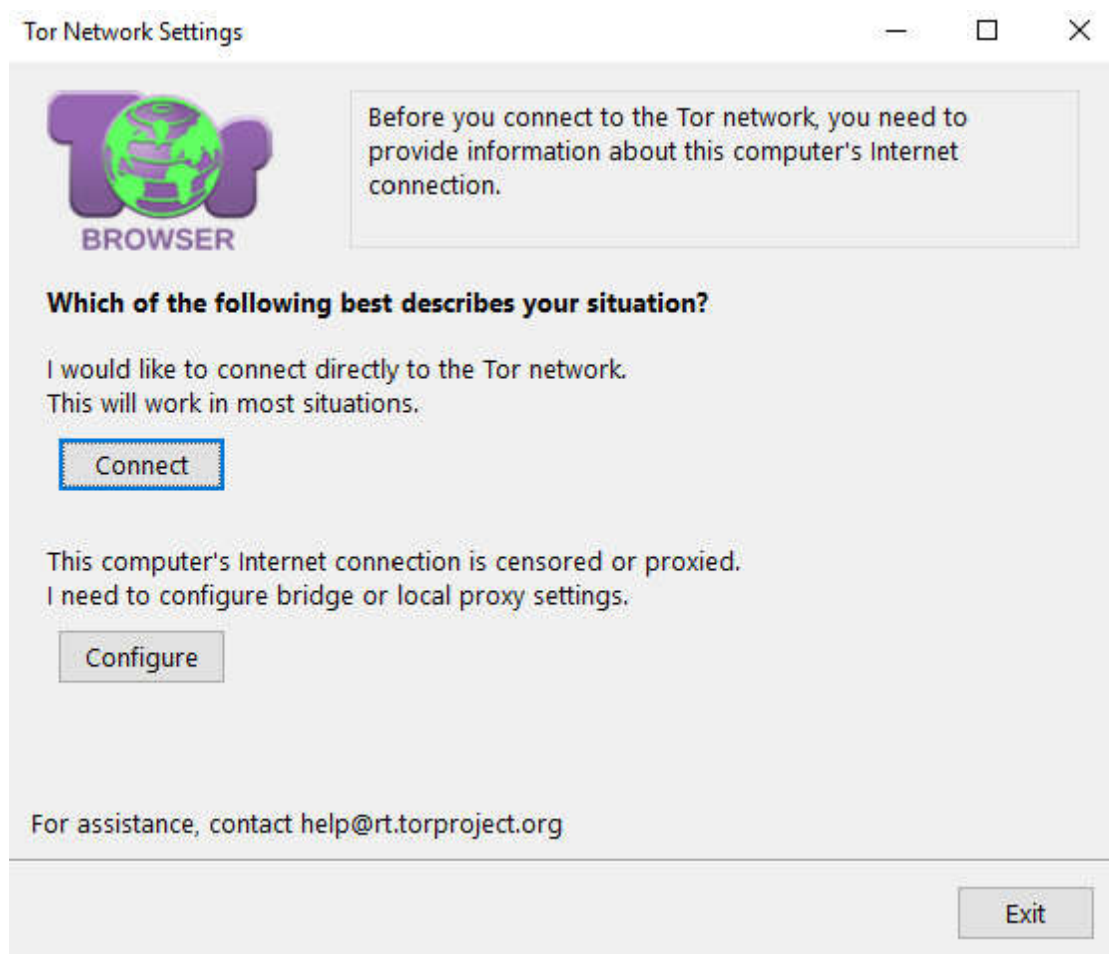 Tor Network Settings
Tor
BROWSER
Before you connect to the Tor network, you need to
provide information about this computer's Internet
connection.
Which of the following best describes your situation?
I would like to connect directly to the Tor network.
This will work in most situations.
Connect
This computer's Internet connection is censored or proxied.
I need to configure bridge or local proxy settings.
Configure
For assistance, contact help@rt.torproject.org
Exit